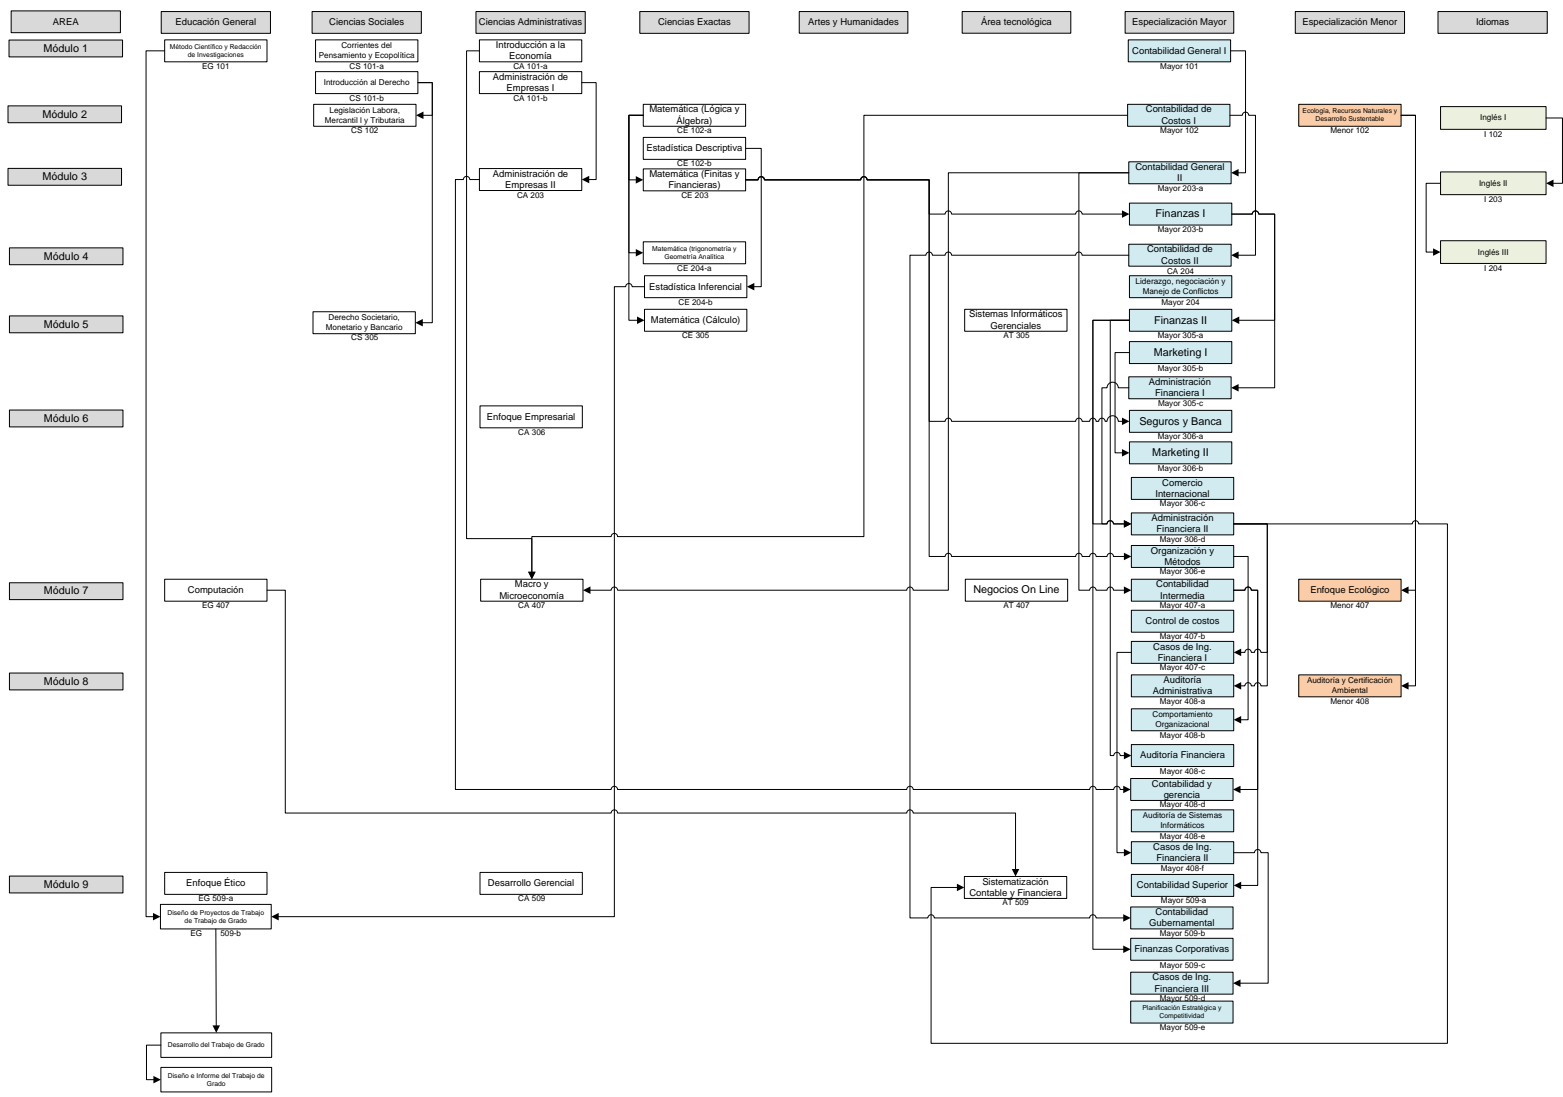 AREA
Educación General
Ciencias Sociales
Ciencias Administrativas
Ciencias Exactas
Artes y Humanidades
Área tecnológica
Especialización Mayor
Especialización Menor
Idiomas
Módulo 1
Método Científico y Redacción
de Investigaciones
EG 101
Corrientes del
Pensamiento y Ecopolítica
CS 101-a
Introducción a la
Economía
CA 101-a
Contabilidad General I
Mayor 101
Introducción al Derecho
CS 101-b
Administración de
Empresas I
CA 101-b
Módulo 2
Legislación Labora,
Mercantil I y Tributaria
CS 102
Matemática (Lógica y
Álgebra)
CE 102-a
Contabilidad de
Costos I
Mayor 102
Ecología, Recursos Naturales y
Desarrollo Sustentable
Menor 102
Inglés I
I 102
Estadística Descriptiva
CE 102-b
Módulo 3
Administración de
Empresas II
CA 203
Matemática (Finitas y
Financieras)
CE 203
Contabilidad General
II
Mayor 203-a
Inglés II
I 203
Finanzas I
Mayor 203-b
Módulo 4
Matemática (trigonometría y
Geometría Analítica
CE 204-a
Contabilidad de
Costos II
CA 204
Inglés III
I 204
Estadística Inferencial
CE 204-b
Liderazgo, negociación y
Manejo de Conflictos
Mayor 204
Módulo 5
Derecho Societario,
Monetario y Bancario
CS 305
Matemática (Cálculo)
CE 305
Sistemas Informáticos
Gerenciales
AT 305
Finanzas II
Mayor 305-a
Marketing I
Mayor 305-b
Administración
Financiera I
Mayor 305-c
Módulo 6
Enfoque Empresarial
CA 306
Seguros y Banca
Mayor 306-a
Marketing II
Mayor 306-b
Comercio
Internacional
Mayor 306-c
Administración
Financiera II
Mayor 306-d
Organización y
Métodos
Mayor 306-e
Módulo 7
Computación
EG 407
Macro y
Microeconomía
CA 407
Negocios On Line
AT 407
Contabilidad
Intermedia
Mayor 407-a
Enfoque Ecológico
Menor 407
Control de costos
Mayor 407-b
Casos de Ing.
Financiera I
Mayor 407-c
Módulo 8
Auditoría
Administrativa
Mayor 408-a
Auditoría y Certificación
Ambiental
Menor 408
Comportamiento
Organizacional
Mayor 408-b
Auditoría Financiera
Mayor 408-c
Contabilidad y
gerencia
Mayor 408-d
Auditoría de Sistemas
Informáticos
Mayor 408-e
Casos de Ing.
Financiera II
Mayor 408-f
Módulo 9
Enfoque Ético
EG 509-a
Desarrollo Gerencial
CA 509
Sistematización
Contable y Financiera
AT 509
Contabilidad Superior
Mayor 509-a
Diseño de Proyectos de Trabajo
de Trabajo de Grado
EG 509-b
Contabilidad
Gubernamental
Mayor 509-b
Finanzas Corporativas
Mayor 509-c
Casos de Ing.
Financiera III
Mayor 509-d
Planificación Estratégica y
Competitividad
Mayor 509-e
Desarrollo del Trabajo de Grado
Diseño e Informe del Trabajo de
Grado